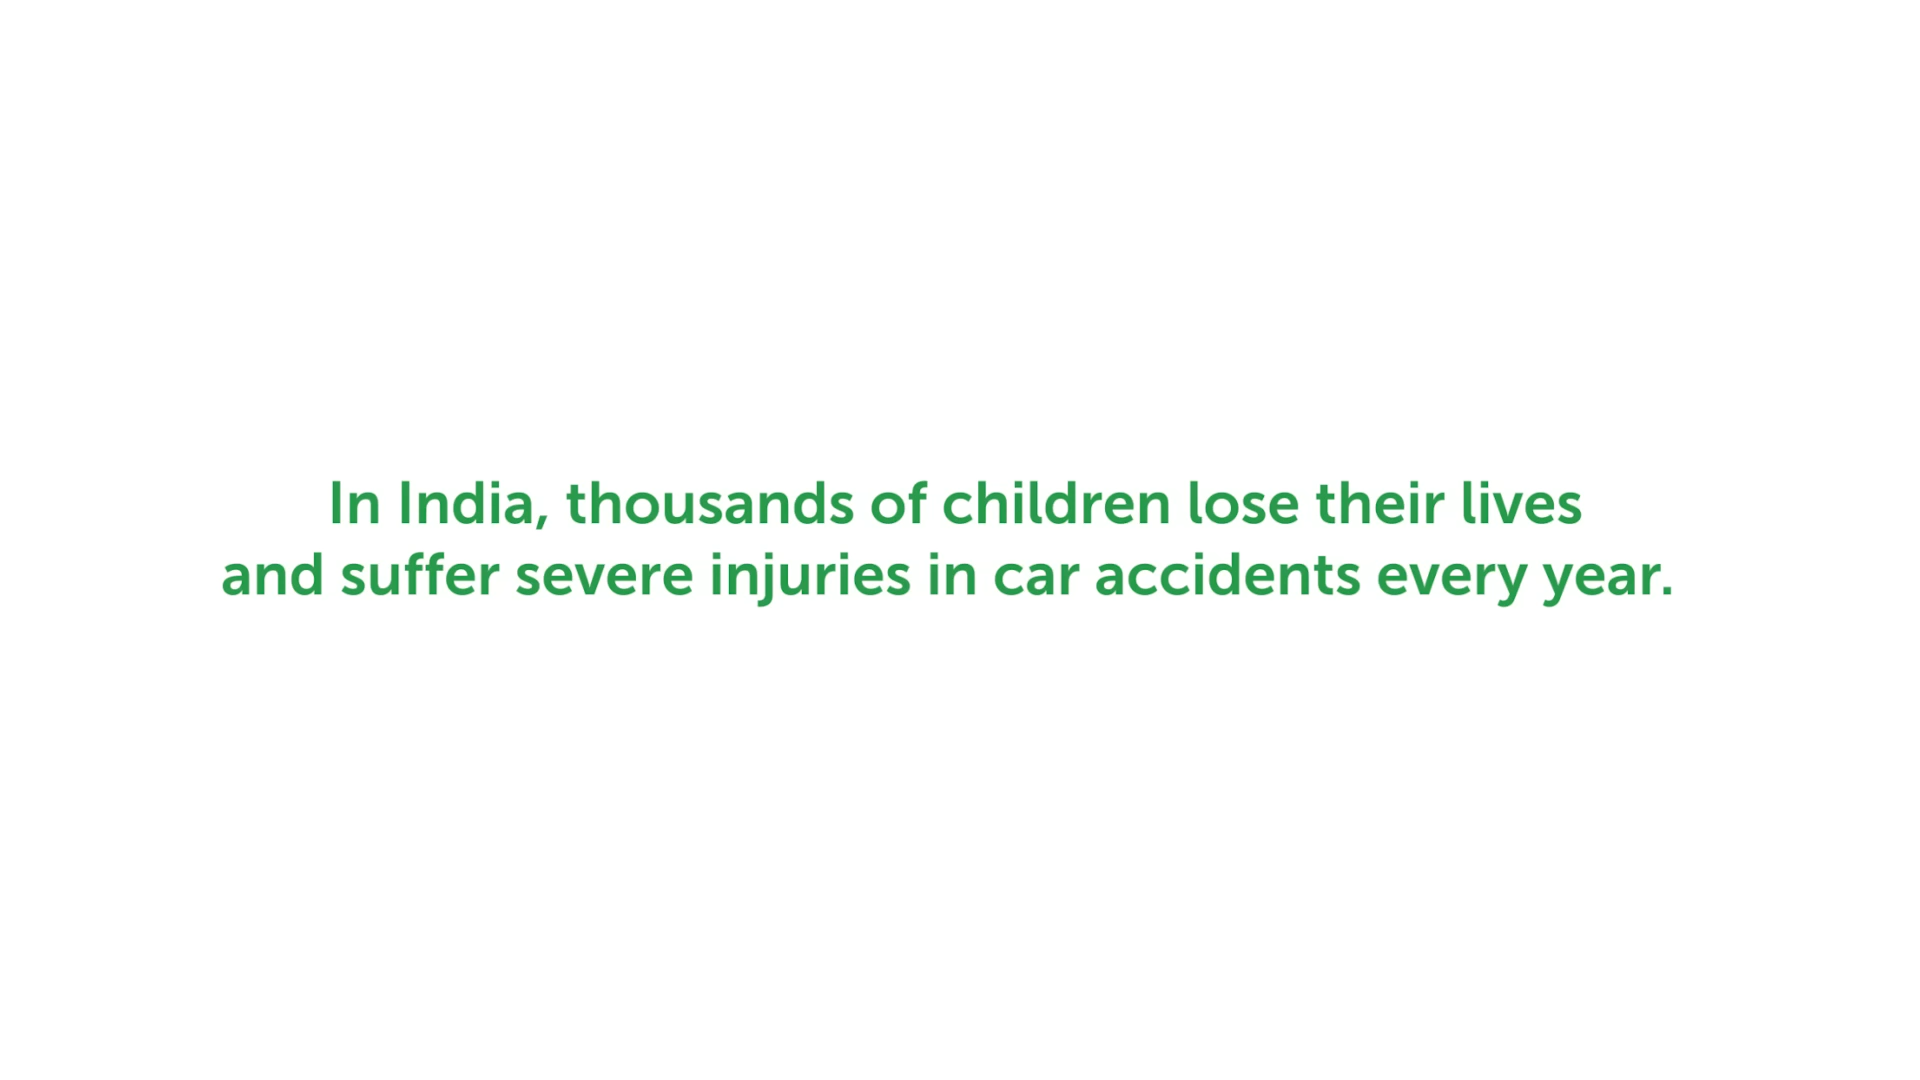 In India, thousands of children lose their lives
and suffer severe injuries in car accidents every year.